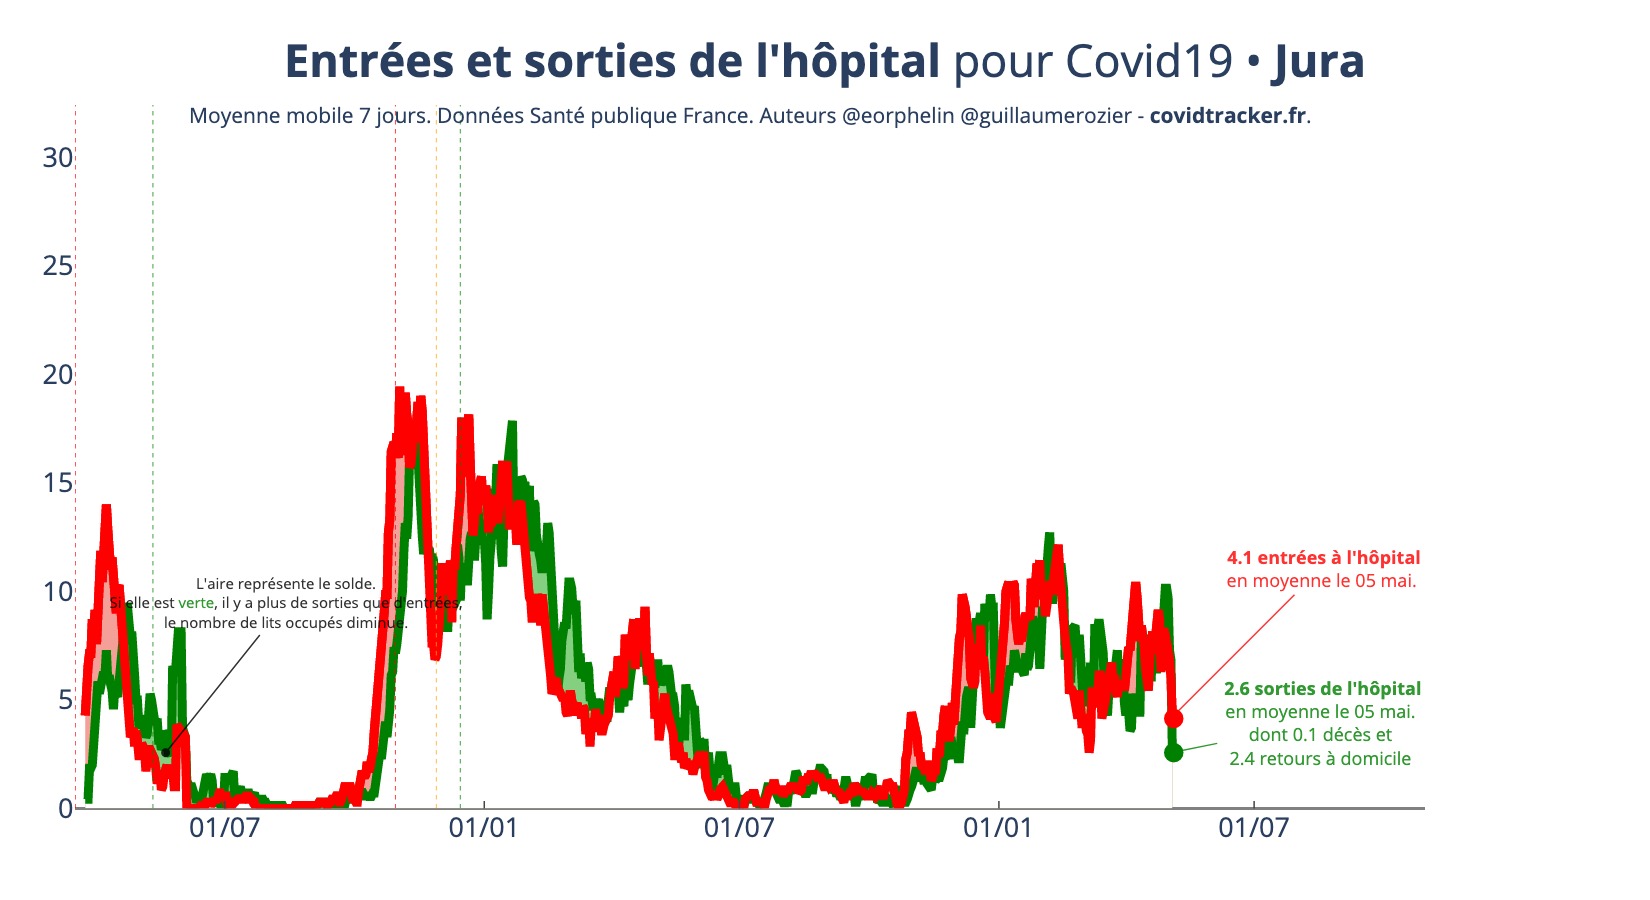 Entrées et sorties de l'hôpital pour Covid19 • Jura
Moyenne mobile 7 jours. Données Santé publique France. Auteurs @eorphelin @guillaumerozier - covidtracker.fr.
30
25
20
15
10
5
0
L'aire représente le solde.
Si elle est verte, il y a plus de sorties que d'entrées,
le nombre de lits occupés diminue.
4.1 entrées à l'hôpital
en moyenne le 05 mai.
2.6 sorties de l'hôpital
en moyenne le 05 mai.
dont 0.1 décès et
2.4 retours à domicile
01/07
01/01
01/07
01/01
01/07